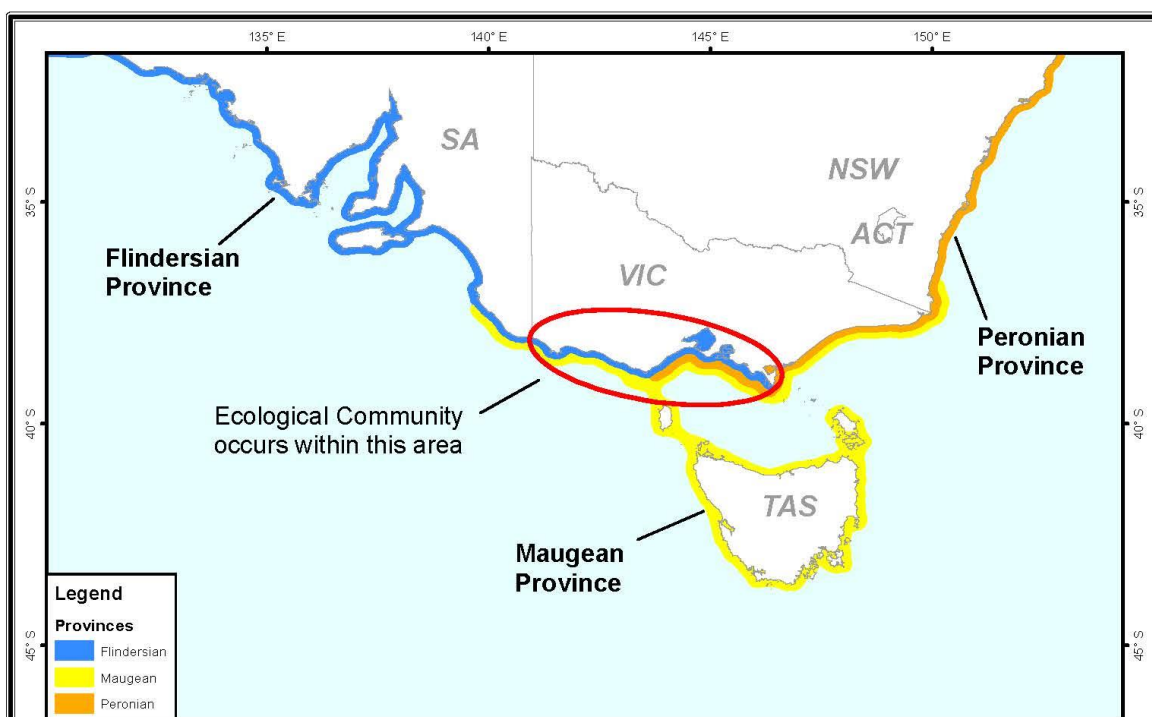 135° E
140° E
145° E
150° E
SA
NSW
35° S
35° S
ACT
Flindersian
Province
VIC
Peronian
Province
Ecological Community
occurs within this area
40° S
40° S
TAS
Maugean
Province
Legend
Provinces
Flindersian
Maugean
Peronian
45° S
45° S